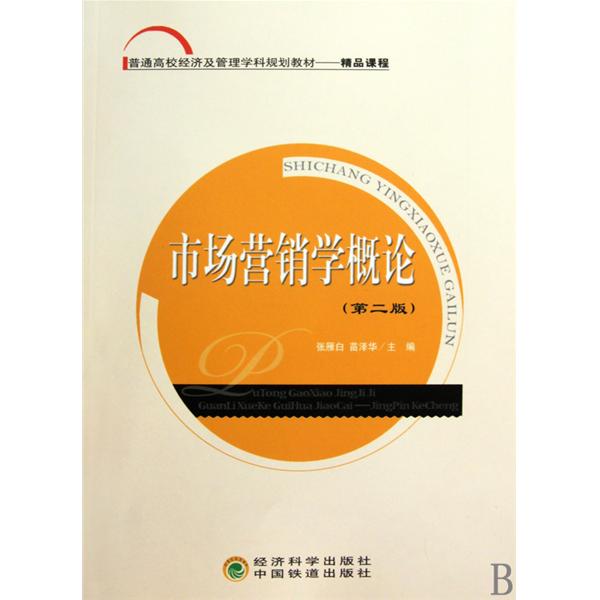 普通高校经济及管理学科规划教材——精品课程
SHICHANG YINGXIAOXUE GAILUN
市场营销学概论
（第二版）
张雁白 苗泽华／主 编
PuTong GaoXiao JingJi Ji
GuanLi XueKe GuiHua JiaoCai —— JingPin KeCheng
经济科学出版社
中国铁道出版社
B